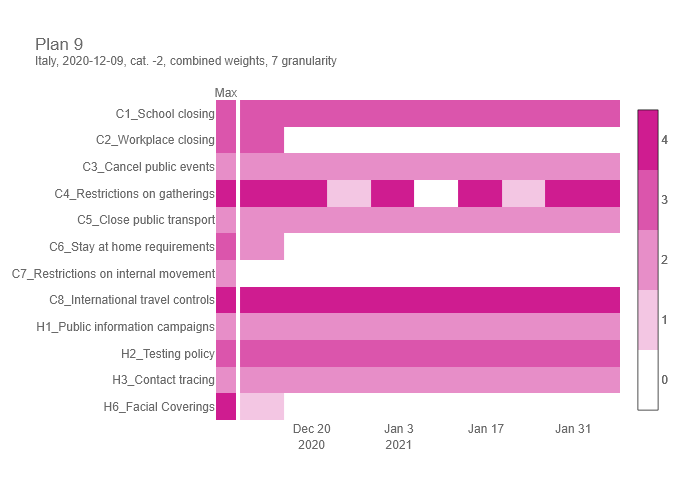 Plan 9
Italy, 2020-12-09, cat. -2, combined weights, 7 granularity
Max
C1_School closing
C2_Workplace closing
C3_Cancel public events
C4_Restrictions on gatherings
C5_Close public transport
C6_Stay at home requirements
C7_Restrictions on internal movement
C8_International travel controls
H1_Public information campaigns
H2_Testing policy
H3_Contact tracing
H6_Facial Coverings
Dec 20
2020
Jan 3
2021
Jan 17
Jan 31
4
3
2
1
0